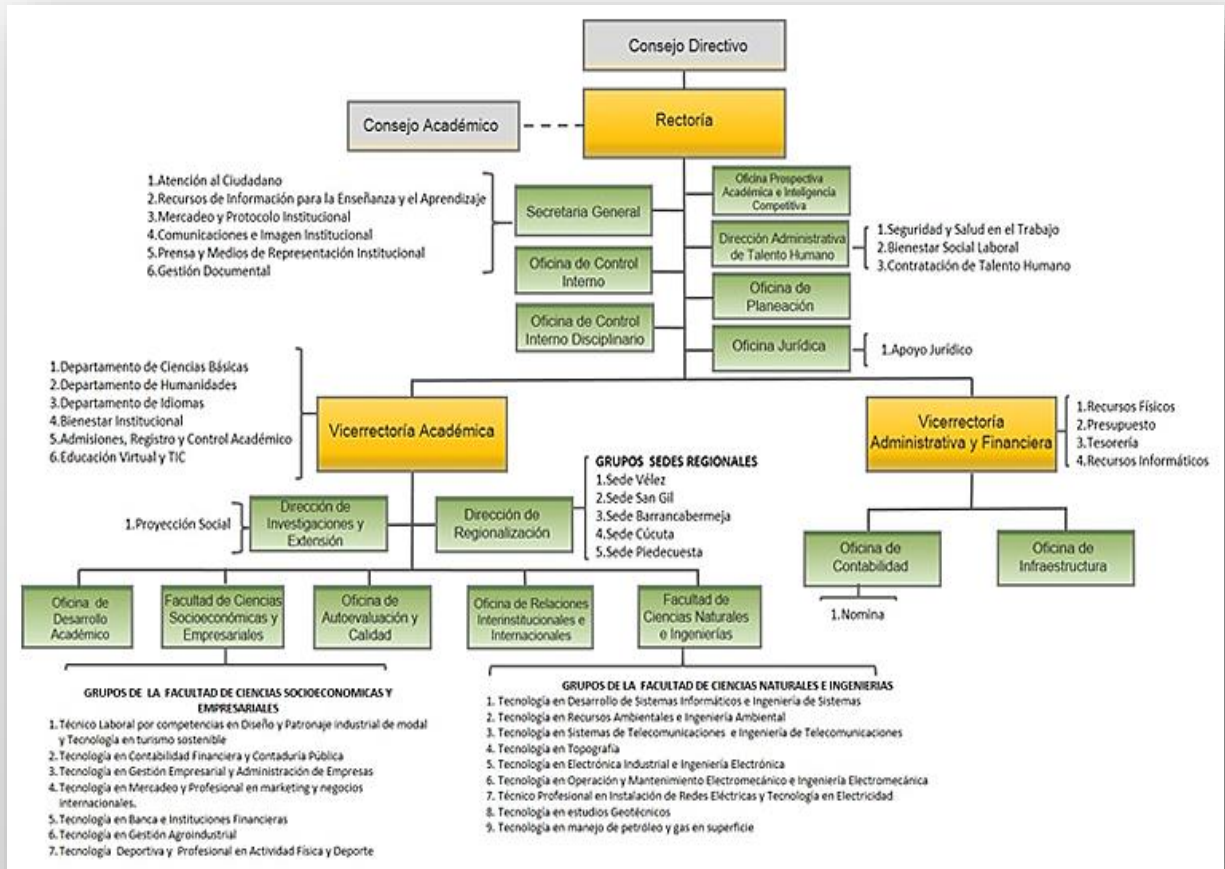 Consejo Directivo
Consejo Académico
Rectoría
1.Atención al Ciudadano
2.Recursos de Información para la Enseñanza y el Aprendizaje
3.Mercadeo y Protocolo Institucional
4.Comunicaciones e Imagen Institucional
5.Prensa y Medios de Representación Institucional
6.Gestión Documental
Secretaria General
Oficina de Control
Interno
Oficina de Control
Interno Disciplinario
Oficina Prospectiva
Académica e Inteligencia
Competitiva
Dirección Administrativa
de Talento Humano
1.Seguridad y Salud en el Trabajo
2.Bienestar Social Laboral
3.Contratación de Talento Humano
Oficina de
Planeación
Oficina Jurídica
1.Apoyo Jurídico
1.Departamento de Ciencias Básicas
2.Departamento de Humanidades
3.Departamento de Idiomas
4.Bienestar Institucional
5.Admisiones, Registro y Control Académico
6.Educación Virtual y TIC
Vicerrectoría Académica
Vicerrectoría
Administrativa y Financiera
1.Recursos Físicos
2.Presupuesto
3.Tesorería
4.Recursos Informáticos
1.Proyección Social
Dirección de
Investigaciones y
Extensión
Dirección de
Regionalización
GRUPOS SEDES REGIONALES
1.Sede Vélez
2.Sede San Gil
3.Sede Barrancabermeja
4.Sede Cúcuta
5.Sede Piedecuesta
Oficina de
Contabilidad
1.Nomina
Oficina de
Infraestructura
Oficina de
Desarrollo
Académico
Facultad de Ciencias
Socioeconómicas y
Empresariales
Oficina de
Autoevaluación y
Calidad
Oficina de Relaciones
Interinstitucionales e
Internacionales
Facultad de
Ciencias Naturales
e Ingenierías
GRUPOS DE LA FACULTAD DE CIENCIAS SOCIOECONOMICAS Y
EMPRESARIALES
1. Técnico Laboral por competencias en Diseño y Patronaje industrial de modal
y Tecnología en turismo sostenible
2. Tecnología en Contabilidad Financiera y Contaduría Pública
3. Tecnología en Gestión Empresarial y Administración de Empresas
4. Tecnología en Mercadeo y Profesional en marketing y negocios
internacionales.
5. Tecnología en Banca e Instituciones Financieras
6. Tecnología en Gestión Agroindustrial
7. Tecnología Deportiva y Profesional en Actividad Física y Deporte
GRUPOS DE LA FACULTAD DE CIENCIAS NATURALES E INGENIERIAS
1. Tecnología en Desarrollo de Sistemas Informáticos e Ingeniería de Sistemas
2. Tecnología en Recursos Ambientales e Ingeniería Ambiental
3. Tecnología en Sistemas de Telecomunicaciones e Ingeniería de Telecomunicaciones
4. Tecnología en Topografía
5. Tecnología en Electrónica Industrial e Ingeniería Electrónica
6. Tecnología en Operación y Mantenimiento Electromecánico e Ingeniería Electromecánica
7. Técnico Profesional en Instalación de Redes Eléctricas y Tecnología en Electricidad
8. Tecnología en estudios Geotécnicos
9. Tecnología en manejo de petróleo y gas en superficie